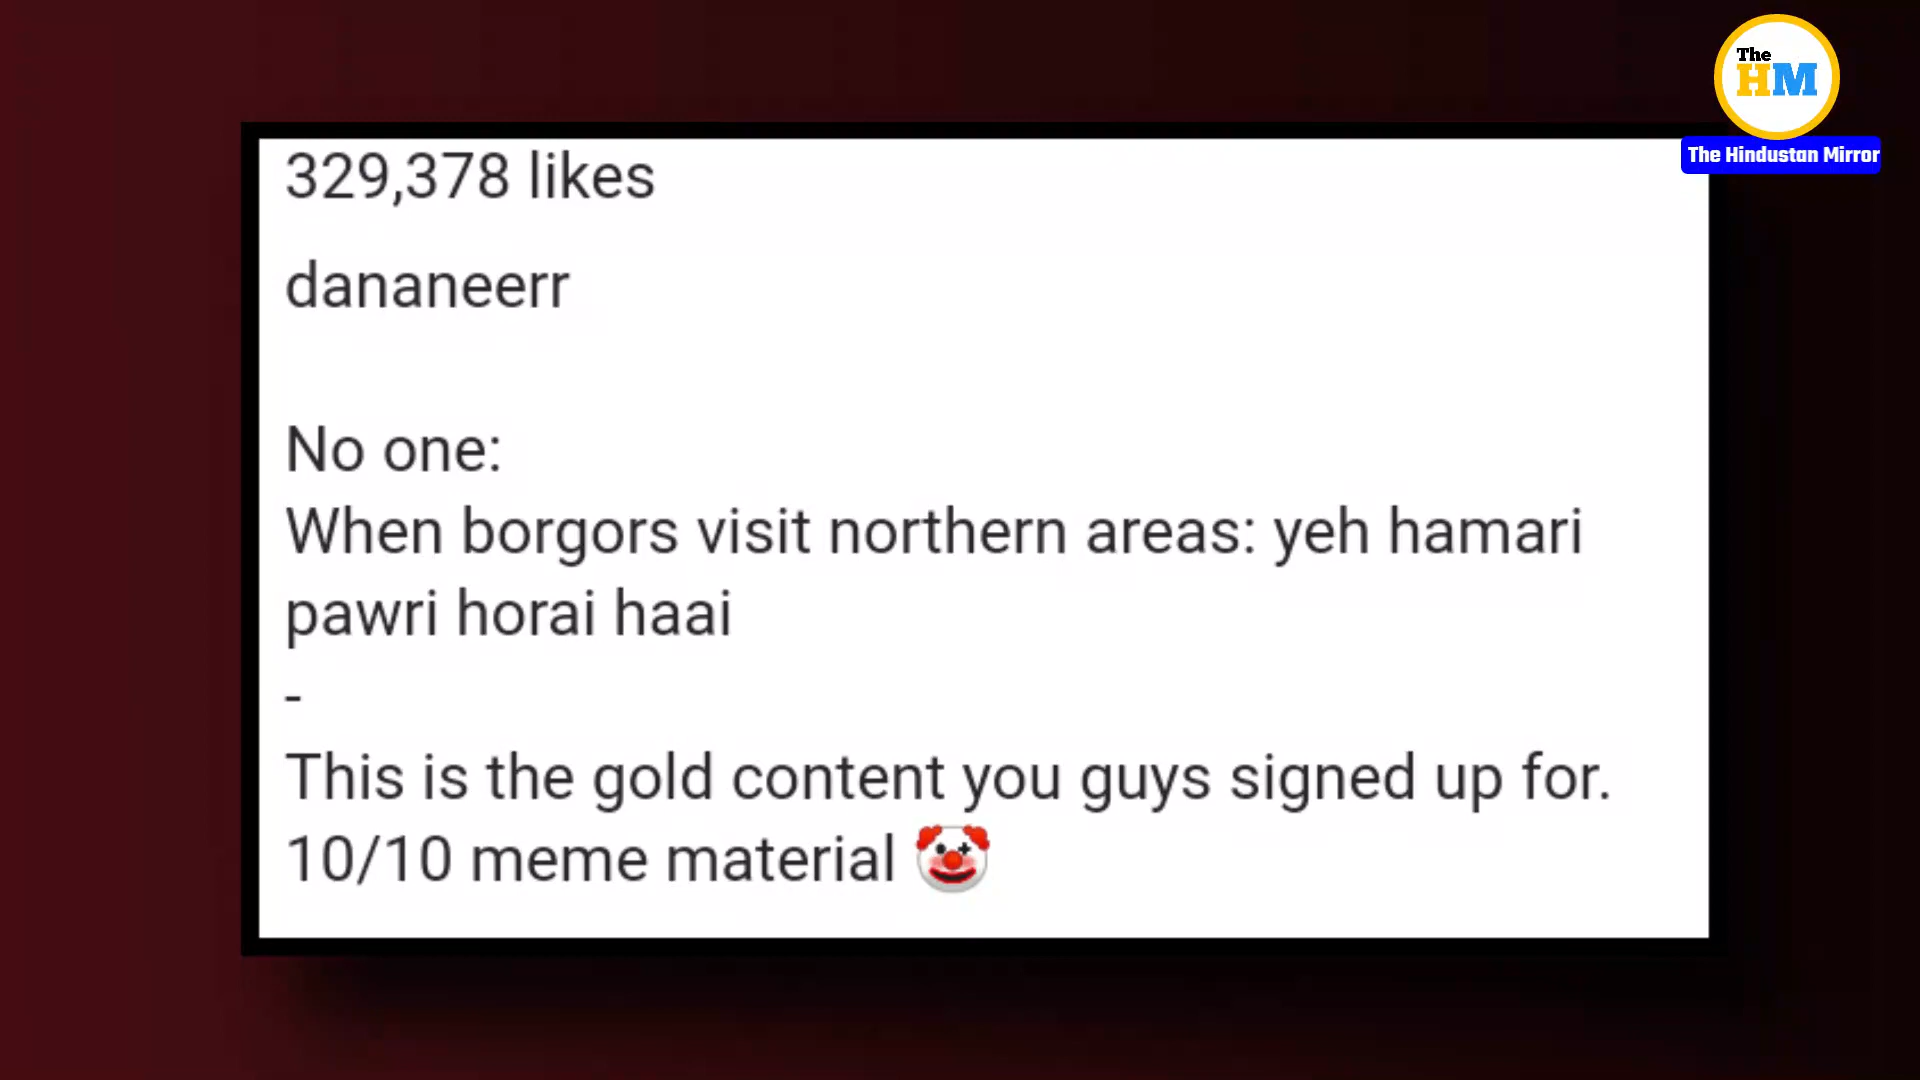 The
HM
The Hindustan Mirror
329,378 likes
dananeerr
No one:
When borgors visit northern areas: yeh hamari
pawri horai haai
-
This is the gold content you guys signed up for.
10/10 meme material 🤡